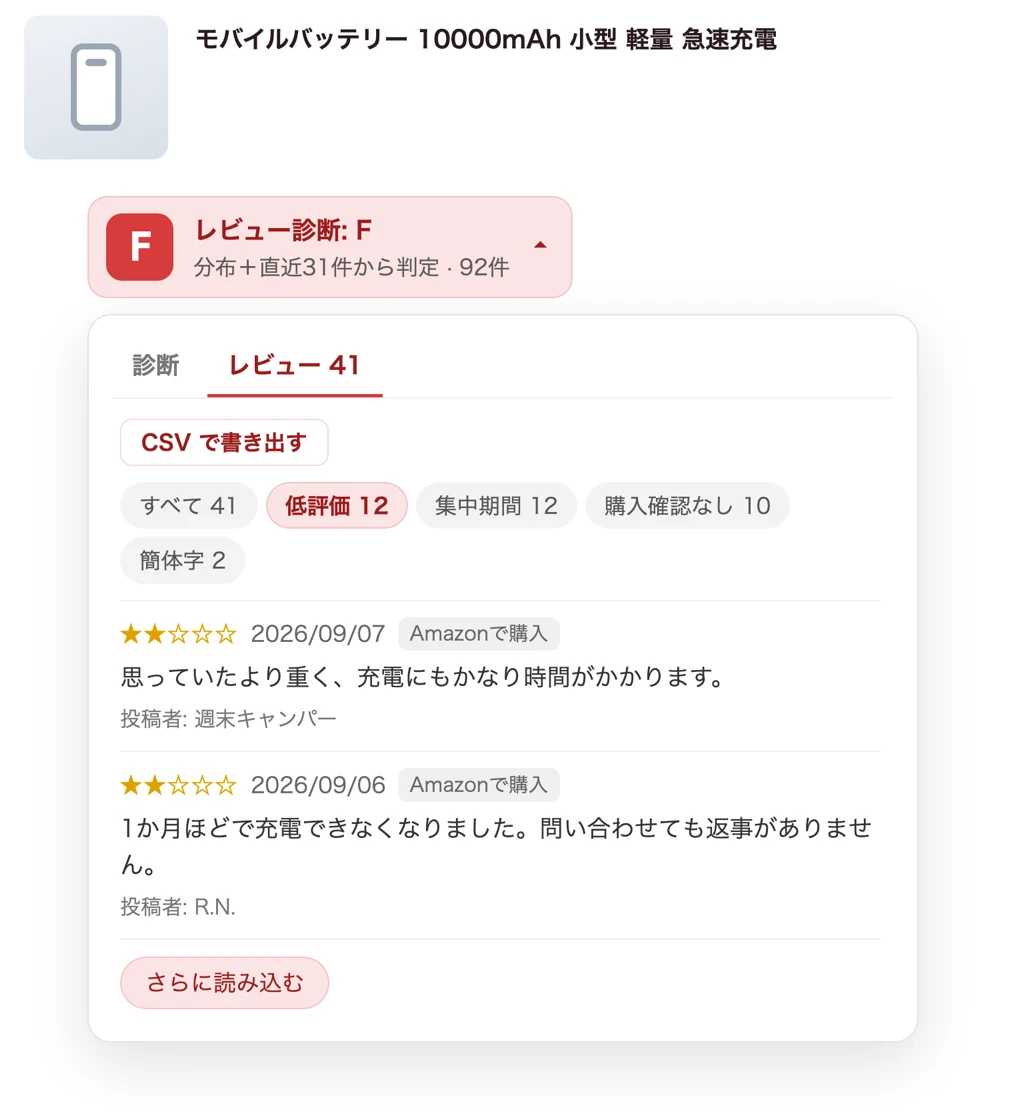 モバイルバッテリー 10000mAh 小型 軽量 急速充電
F
レビュー診断: F
分布＋直近31件から判定 · 92件
診断
レビュー 41
CSV で書き出す
すべて 41
低評価 12
集中期間 12
購入確認なし 10
簡体字 2
★★☆☆☆ 2026/09/07 Amazonで購入
思っていたより重く、充電にもかなり時間がかかります。
投稿者: 週末キャンパー
★★☆☆☆ 2026/09/06 Amazonで購入
1か月ほどで充電できなくなりました。問い合わせても返事がありませ
ん。
投稿者: R.N.
さらに読み込む